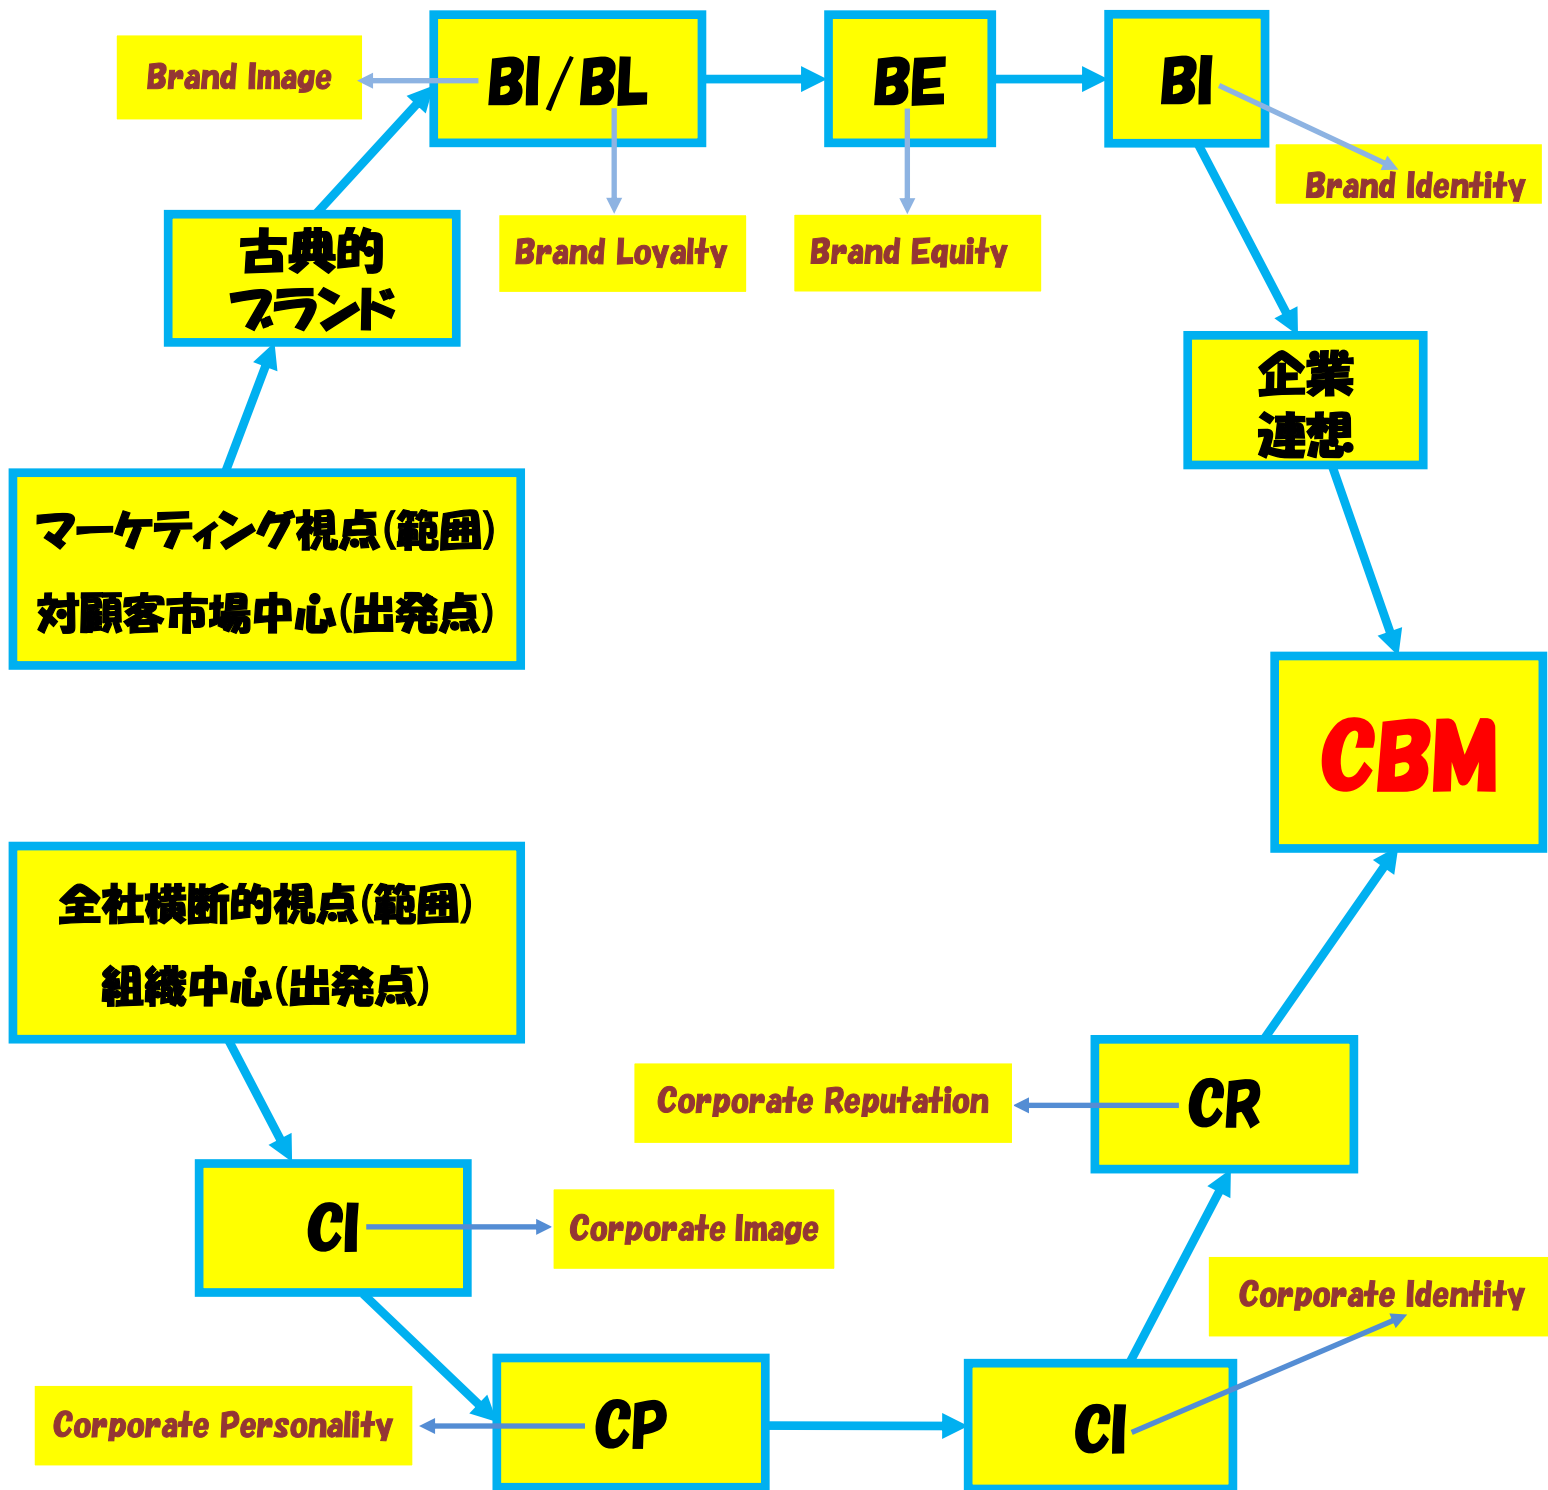 Brand Image
BI/BL
BE
BI
Brand Identity
Brand Loyalty
Brand Equity
古典的
ブランド
企業
連想
マーケティング視点(範囲)
対顧客市場中心(出発点)
CBM
全社横断的視点(範囲)
組織中心(出発点)
Corporate Reputation
CR
CI
Corporate Image
Corporate Identity
Corporate Personality
CP
CI